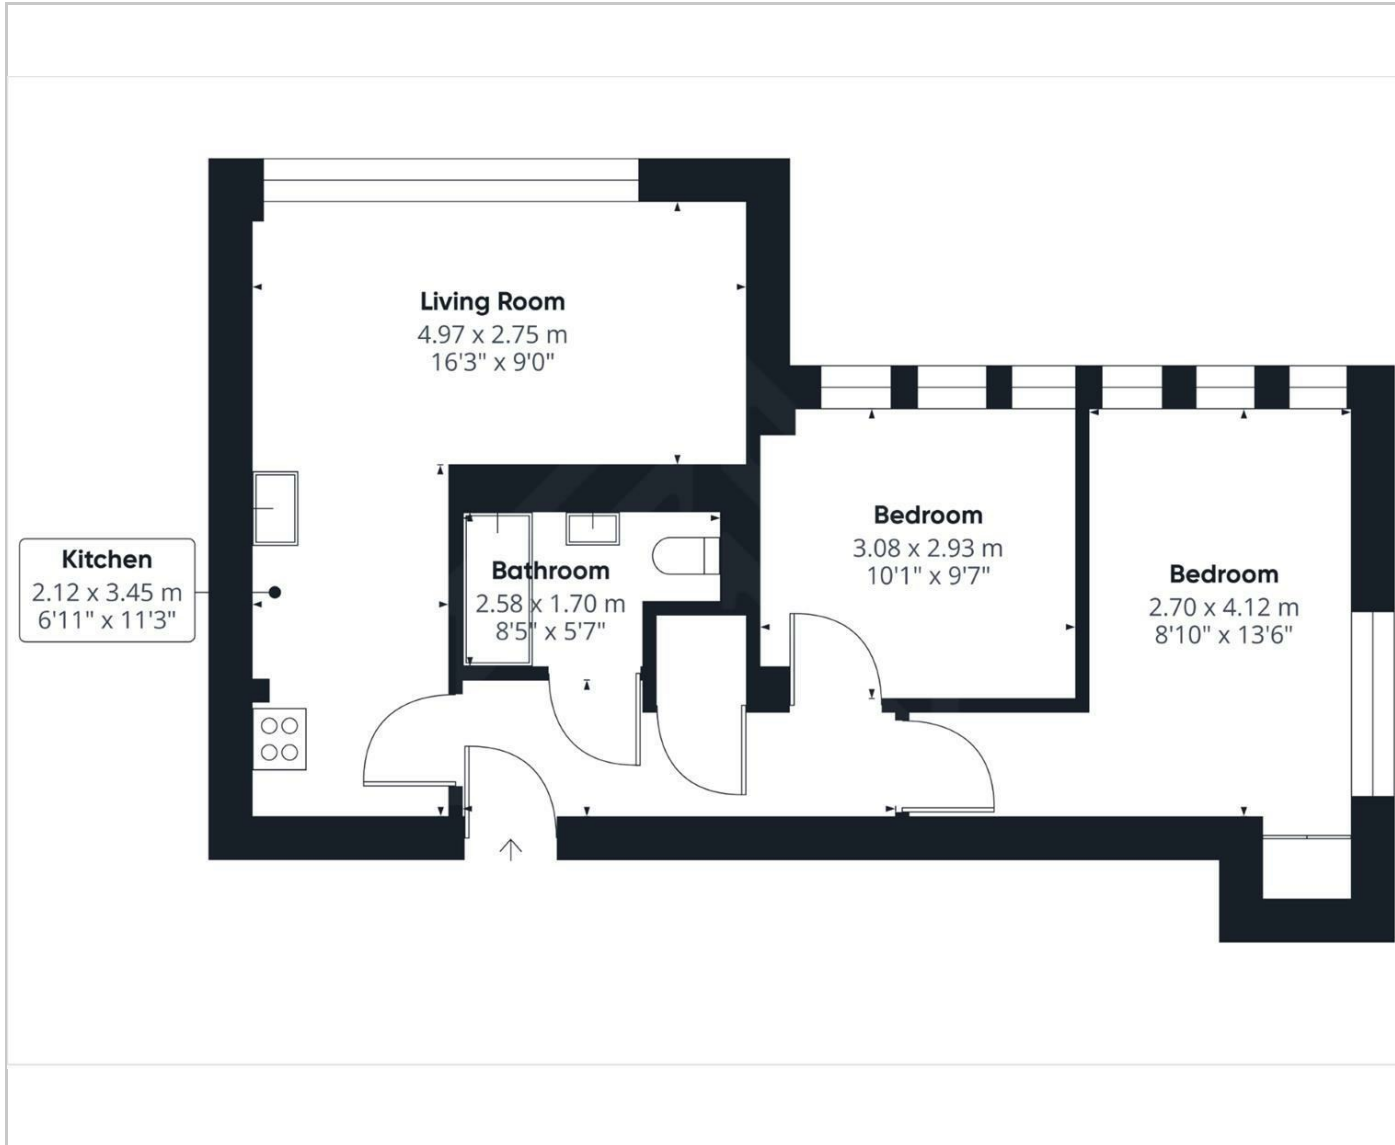 Living Room
4.97 x 2.75 m
16'3" x 9'0"
Kitchen
2.12 x 3.45 m
6'11" x 11'3"
Bathroom
2.58 x 1.70 m
8'5" x 5'7"
Bedroom
3.08 x 2.93 m
10'1" x 9'7"
Bedroom
2.70 x 4.12 m
8'10" x 13'6"